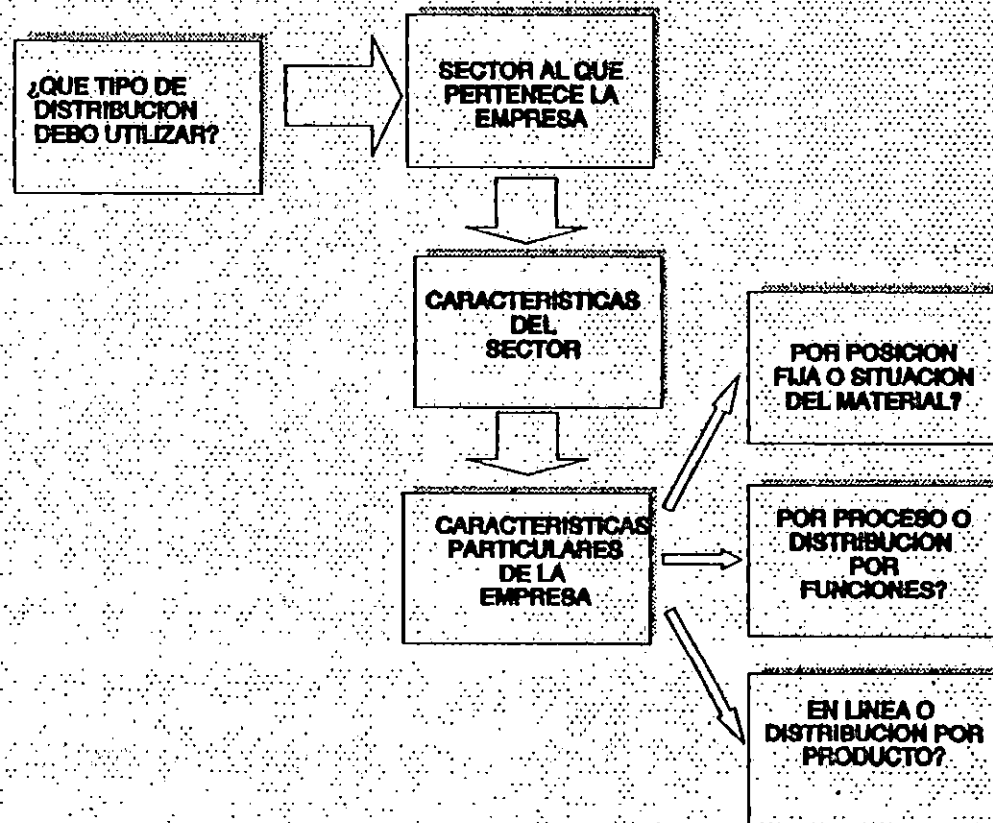 ¿QUE TIPO DE
DISTRIBUCION
DEBO UTILIZAR?
SECTOR AL QUE
PERTENECE LA
EMPRESA
CARACTERISTICAS
DEL
SECTOR
CARACTERISTICAS
PARTICULARES
DE LA
EMPRESA
POR POSICION
FIJA O SITUACION
DEL MATERIAL?
POR PROCESO O
DISTRIBUCION
POR
FUNCIONES?
EN LINEA O
DISTRIBUCION POR
PRODUCTO?